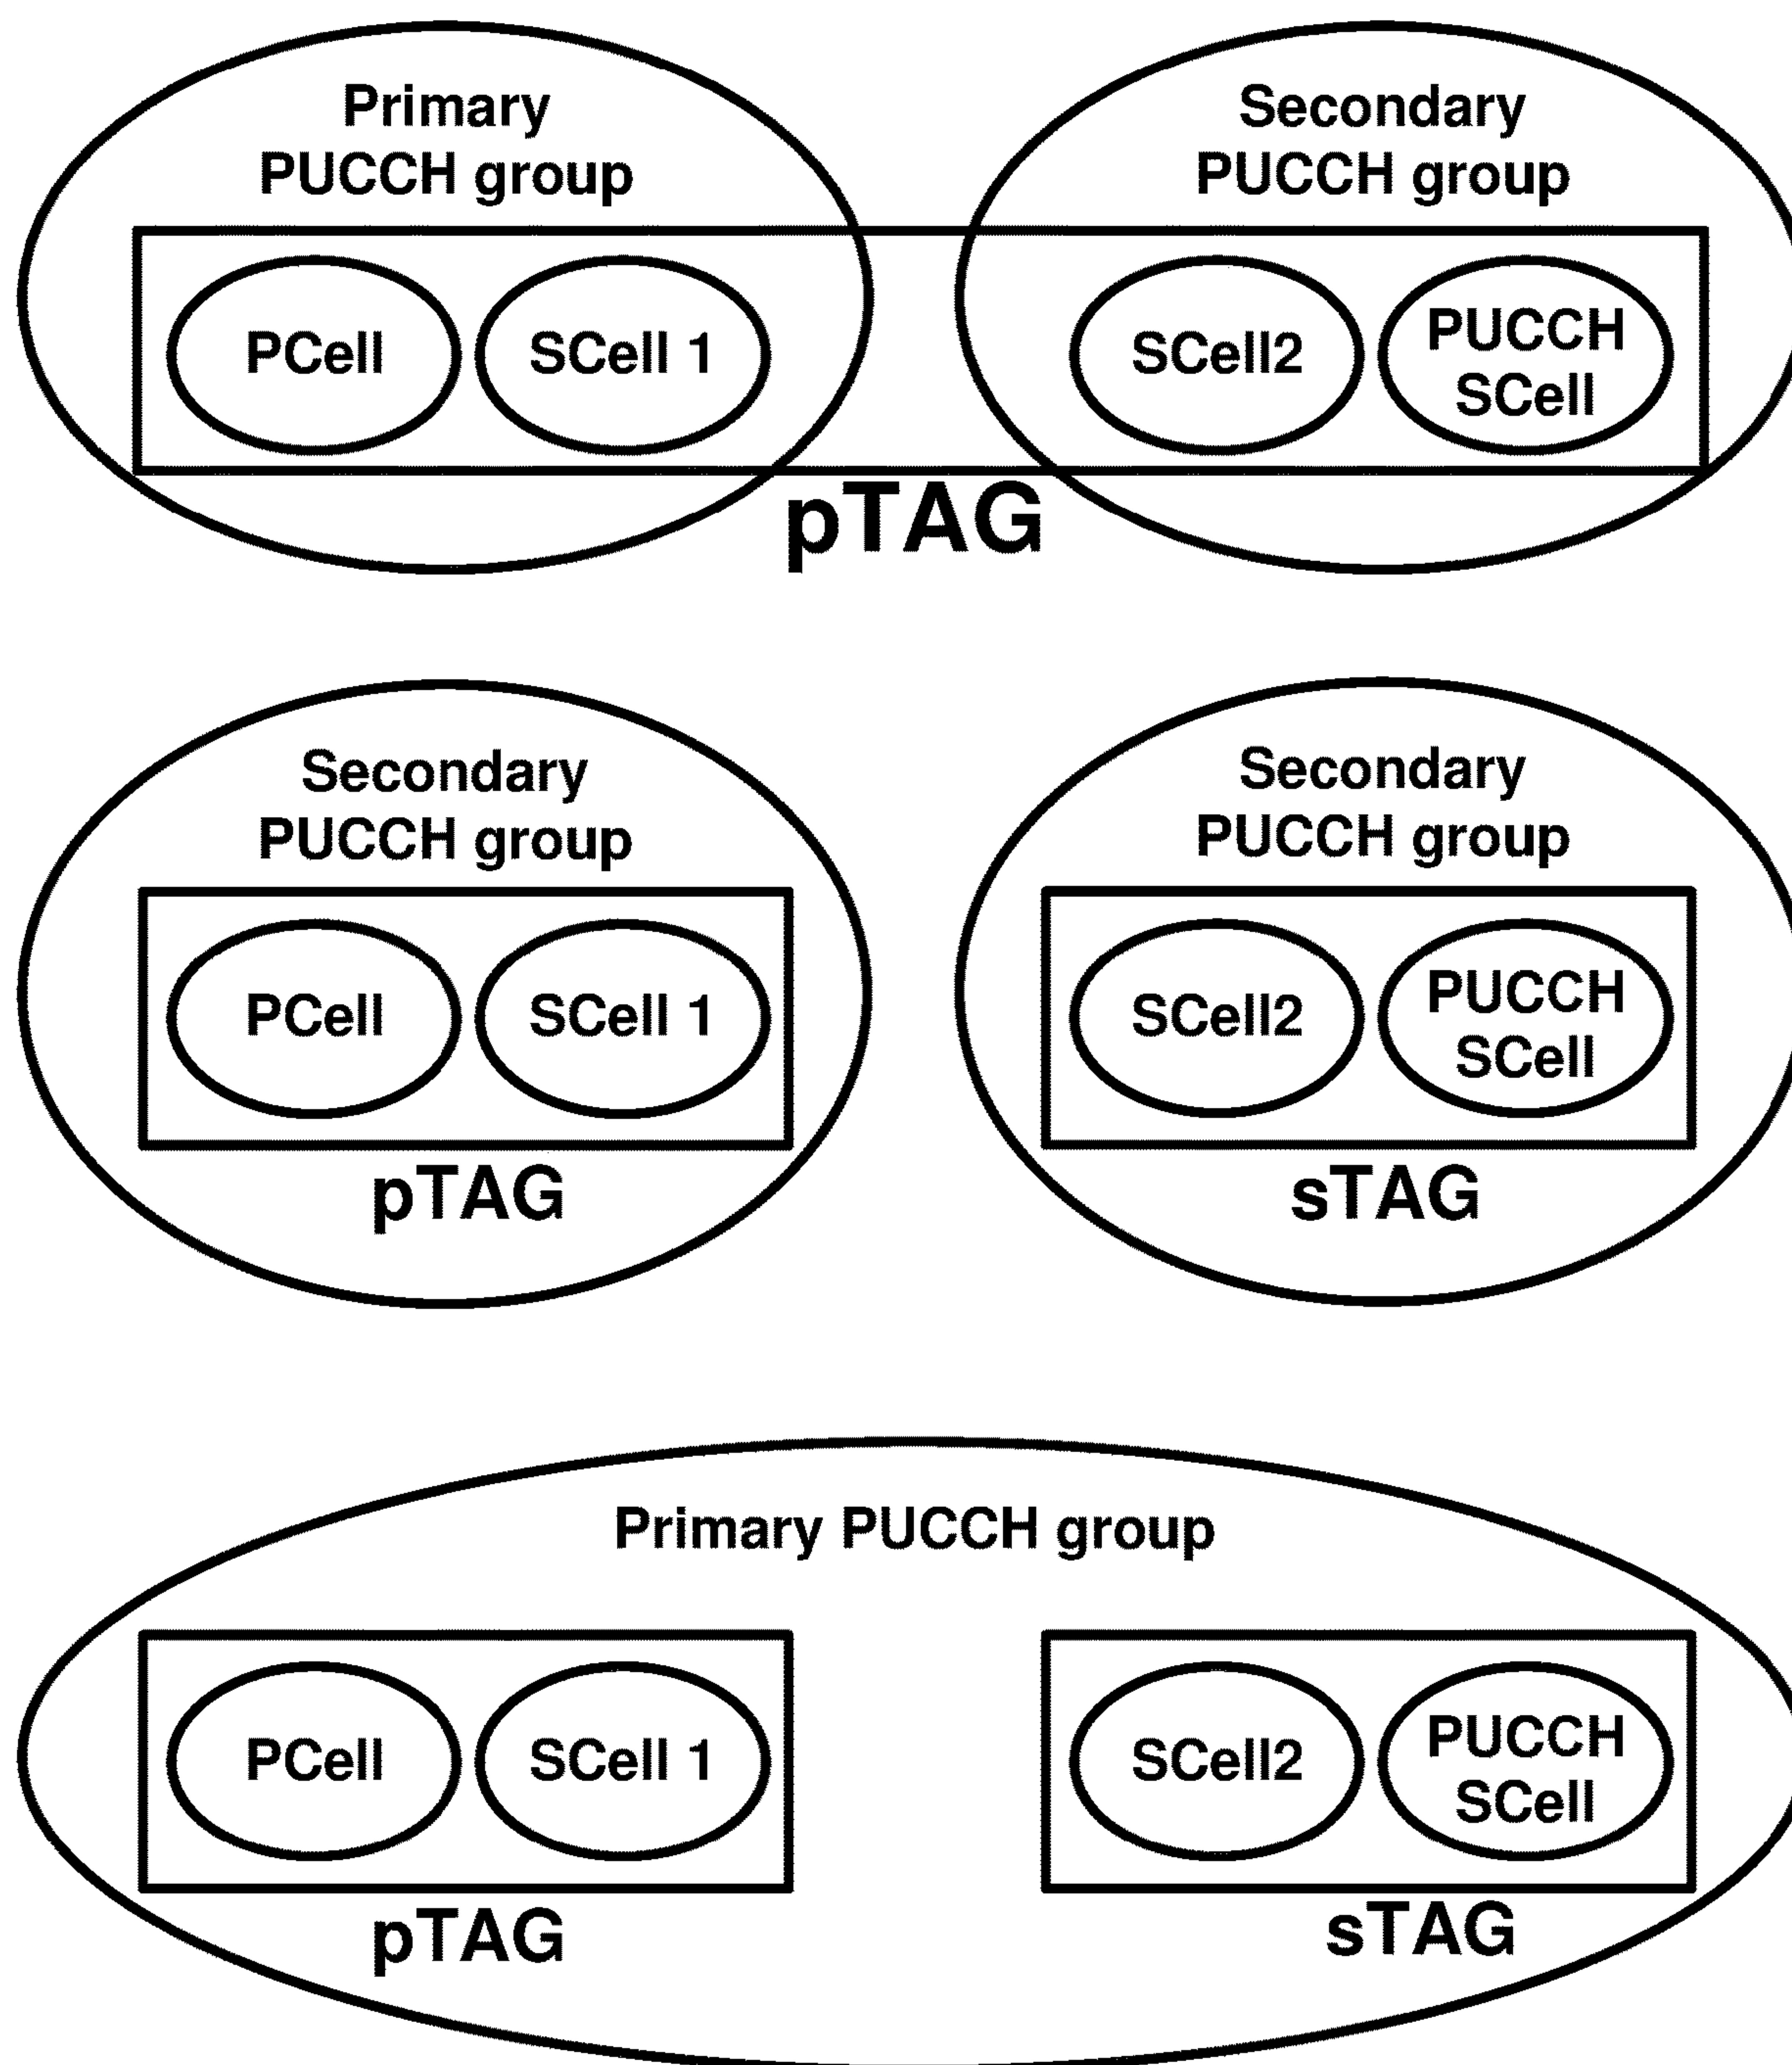 Primary
PUCCH group
Secondary
PUCCH group
PCell
SCell 1
SCell2
PUCCH
SCell
pTAG
Secondary
PUCCH group
Secondary
PUCCH group
PCell
SCell 1
SCell2
PUCCH
SCell
pTAG
sTAG
Primary PUCCH group
PCell
SCell 1
SCell2
PUCCH
SCell
pTAG
sTAG